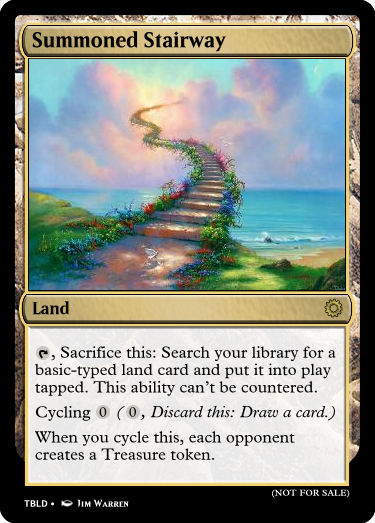 Summoned Stairway
Land
, Sacrifice this: Search your library for a
basic-typed land card and put it into play
tapped. This ability can't be countered.
Cycling 0 ( 0, Discard this: Draw a card.)
When you cycle this, each opponent
creates a Treasure token.
(NOT FOR SALE)
TBLD • Jim Warren